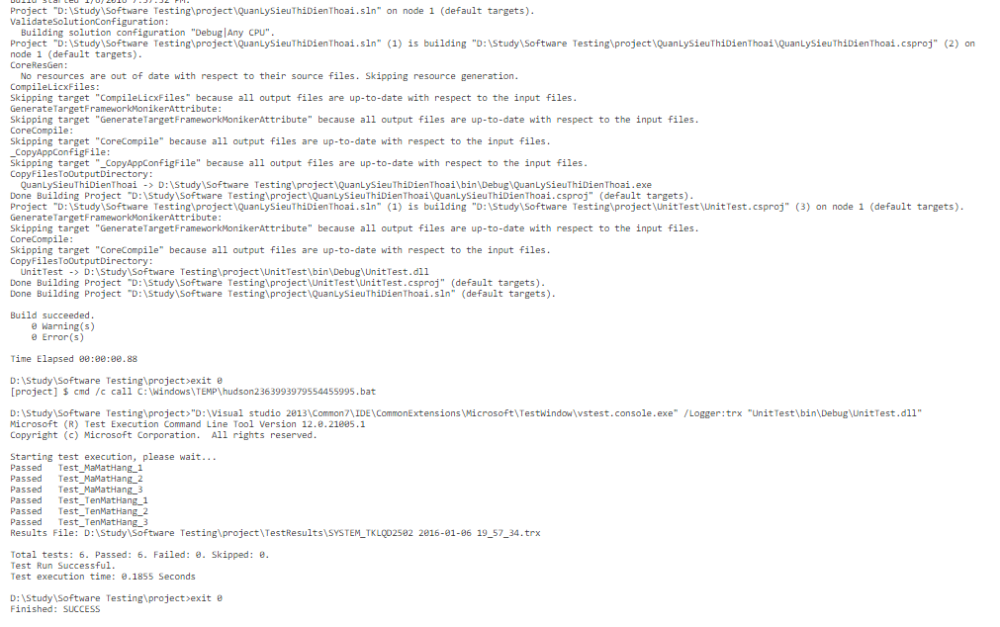 Build started 1/6/2016 7:57:32 PM.
Project "D:\Study\Software Testing\project\QuanLySieuThiDienThoai.sln" on node 1 (default targets).
ValidateSolutionConfiguration:
  Building solution configuration "Debug|Any CPU".
Project "D:\Study\Software Testing\project\QuanLySieuThiDienThoai.sln" (1) is building "D:\Study\Software Testing\project\QuanLySieuThiDienThoai\QuanLySieuThiDienThoai.csproj" (2) on
node 1 (default targets).
CoreResGen:
  No resources are out of date with respect to their source files. Skipping resource generation.
CompileLicxFiles:
Skipping target "CompileLicxFiles" because all output files are up-to-date with respect to the input files.
GenerateTargetFrameworkMonikerAttribute:
Skipping target "GenerateTargetFrameworkMonikerAttribute" because all output files are up-to-date with respect to the input files.
CoreCompile:
Skipping target "CoreCompile" because all output files are up-to-date with respect to the input files.
_CopyAppConfigFile:
Skipping target "_CopyAppConfigFile" because all output files are up-to-date with respect to the input files.
CopyFilesToOutputDirectory:
  QuanLySieuThiDienThoai -> D:\Study\Software Testing\project\QuanLySieuThiDienThoai\bin\Debug\QuanLySieuThiDienThoai.exe
Done Building Project "D:\Study\Software Testing\project\QuanLySieuThiDienThoai\QuanLySieuThiDienThoai.csproj" (default targets).
Project "D:\Study\Software Testing\project\QuanLySieuThiDienThoai.sln" (1) is building "D:\Study\Software Testing\project\UnitTest\UnitTest.csproj" (3) on node 1 (default targets).
GenerateTargetFrameworkMonikerAttribute:
Skipping target "GenerateTargetFrameworkMonikerAttribute" because all output files are up-to-date with respect to the input files.
CoreCompile:
Skipping target "CoreCompile" because all output files are up-to-date with respect to the input files.
CopyFilesToOutputDirectory:
  UnitTest -> D:\Study\Software Testing\project\UnitTest\bin\Debug\UnitTest.dll
Done Building Project "D:\Study\Software Testing\project\UnitTest\UnitTest.csproj" (default targets).
Done Building Project "D:\Study\Software Testing\project\QuanLySieuThiDienThoai.sln" (default targets).
Build succeeded.
    0 Warning(s)
    0 Error(s)
Time Elapsed 00:00:00.88
D:\Study\Software Testing\project>exit 0
[project] $ cmd /c call C:\Windows\TEMP\hudson2363993979554455995.bat
D:\Study\Software Testing\project>"D:\Visual studio 2013\Common7\IDE\CommonExtensions\Microsoft\TestWindow\vstest.console.exe" /Logger:trx "UnitTest\bin\Debug\UnitTest.dll"
Microsoft (R) Test Execution Command Line Tool Version 12.0.21005.1
Copyright (c) Microsoft Corporation.  All rights reserved.
Starting test execution, please wait...
Passed   Test_MaMatHang_1
Passed   Test_MaMatHang_2
Passed   Test_MaMatHang_3
Passed   Test_TenMatHang_1
Passed   Test_TenMatHang_2
Passed   Test_TenMatHang_3
Results File: D:\Study\Software Testing\project\TestResults\SYSTEM_TKLQD2502 2016-01-06 19_57_34.trx
Total tests: 6. Passed: 6. Failed: 0. Skipped: 0.
Test Run Successful.
Test execution time: 0.1855 Seconds
D:\Study\Software Testing\project>exit 0
Finished: SUCCESS